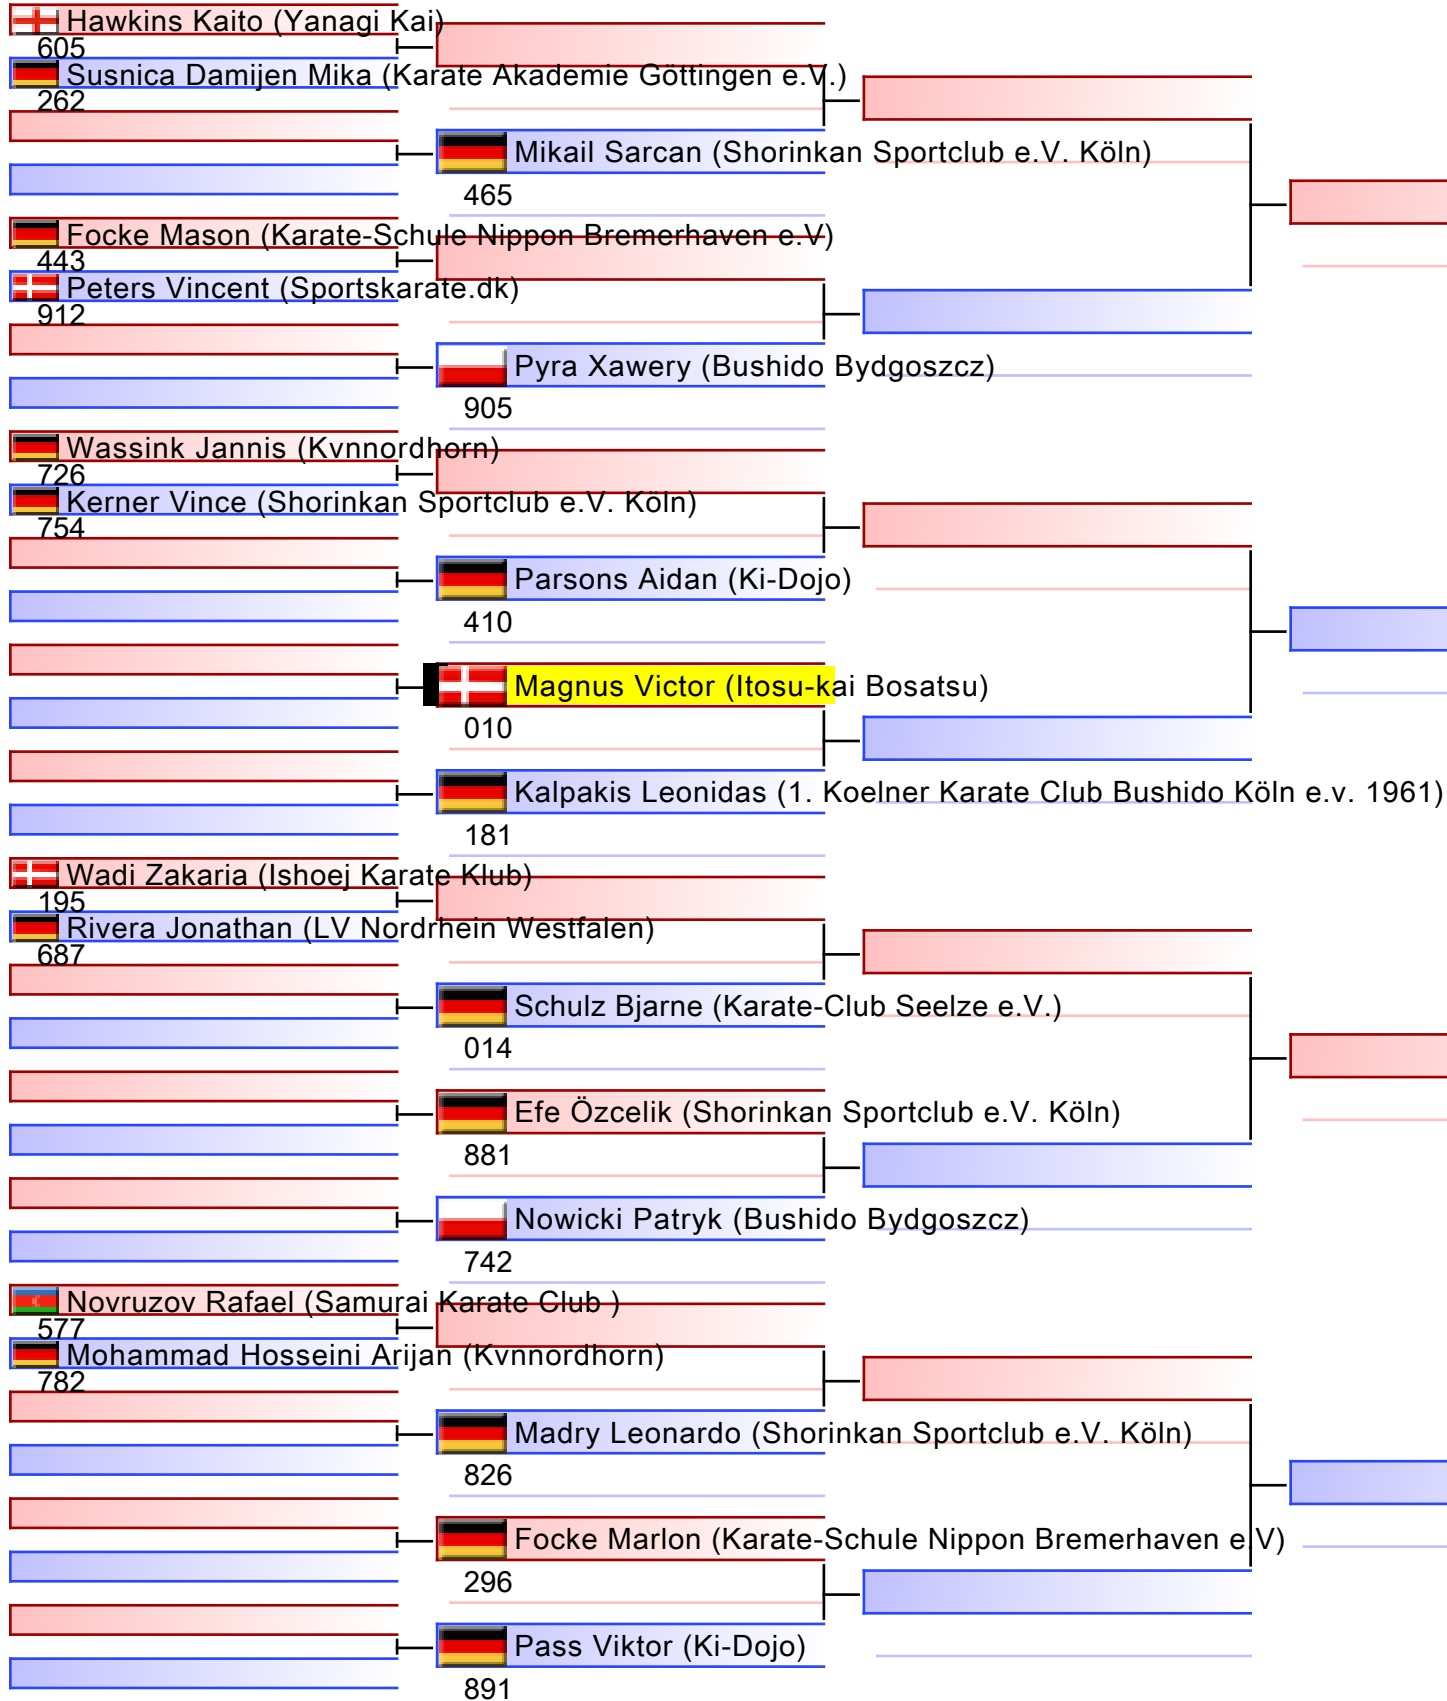 Hawkins Kaito (Yanagi Kai)
605
Susnica Damijen Mika (Karate Akademie Göttingen e.V.)
262
Mikail Sarcan (Shorinkan Sportclub e.V. Köln)
465
Focke Mason (Karate-Schule Nippon Bremerhaven e.V)
443
Peters Vincent (Sportskarate.dk)
912
Pyra Xawery (Bushido Bydgoszcz)
905
Wassink Jannis (Kvnnordhorn)
726
Kerner Vince (Shorinkan Sportclub e.V. Köln)
754
Parsons Aidan (Ki-Dojo)
410
Magnus Victor (Itosu-kai Bosatsu)
010
Kalpakis Leonidas (1. Koelner Karate Club Bushido Köln e.v. 1961)
181
Wadi Zakaria (Ishoej Karate Klub)
195
Rivera Jonathan (LV Nordrhein Westfalen)
687
Schulz Bjarne (Karate-Club Seelze e.V.)
014
Efe Özcelik (Shorinkan Sportclub e.V. Köln)
881
Nowicki Patryk (Bushido Bydgoszcz)
742
Novruzov Rafael (Samurai Karate Club )
577
Mohammad Hosseini Arijan (Kvnnordhorn)
782
Madry Leonardo (Shorinkan Sportclub e.V. Köln)
826
Focke Marlon (Karate-Schule Nippon Bremerhaven e.V)
296
Pass Viktor (Ki-Dojo)
891